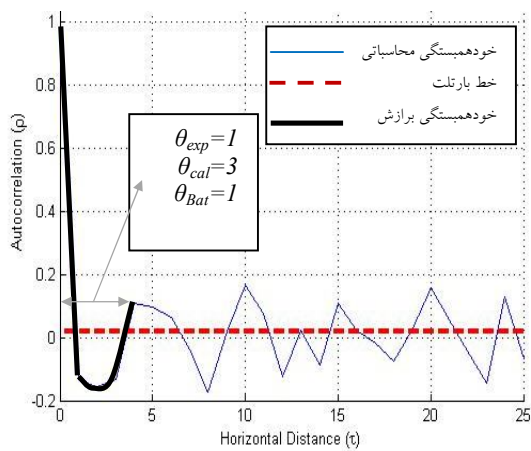 خودهمبستگی محاسباتی
خط بارتلت
خودهمبستگی برازش
θexp=1
θcal=3
θBat=1
Autocorrelation (ρ)
1
0.8
0.6
0.4
0.2
0
-0.2
0 5 10 15 20 25
Horizontal Distance (τ)